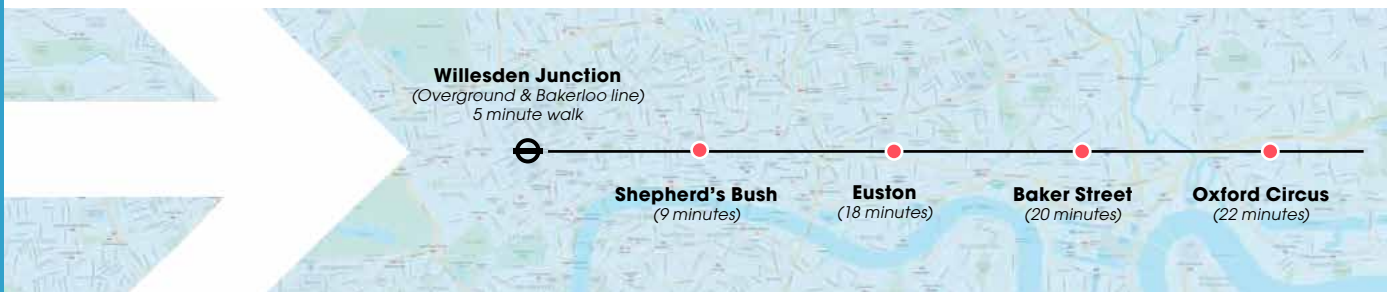 Willesden Junction
(Overground & Bakerloo line)
5 minute walk
Shepherd's Bush
(9 minutes)
Euston
(18 minutes)
Baker Street
(20 minutes)
Oxford Circus
(22 minutes)